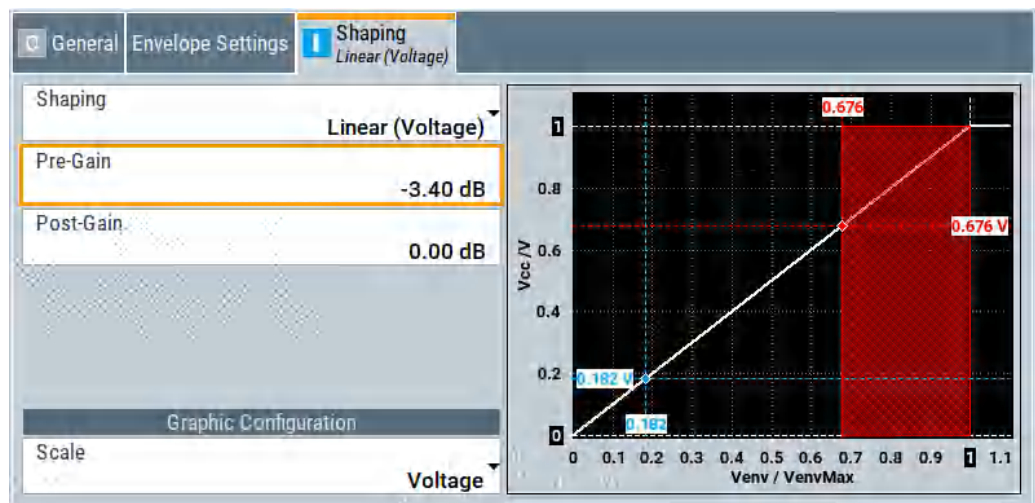 General
Envelope Settings
Shaping
Linear (Voltage)
Shaping
Linear (Voltage)
Pre-Gain
-3.40 dB
Post-Gain
0.00 dB
Graphic Configuration
Scale
Voltage
0.676
1
0.8
0.676 V
0.6
Vcc /V
0.4
0.2
0.182 V
0.182
0
0 0.1 0.2 0.3 0.4 0.5 0.6 0.7 0.8 0.9 1 1.1
Venv / VenvMax